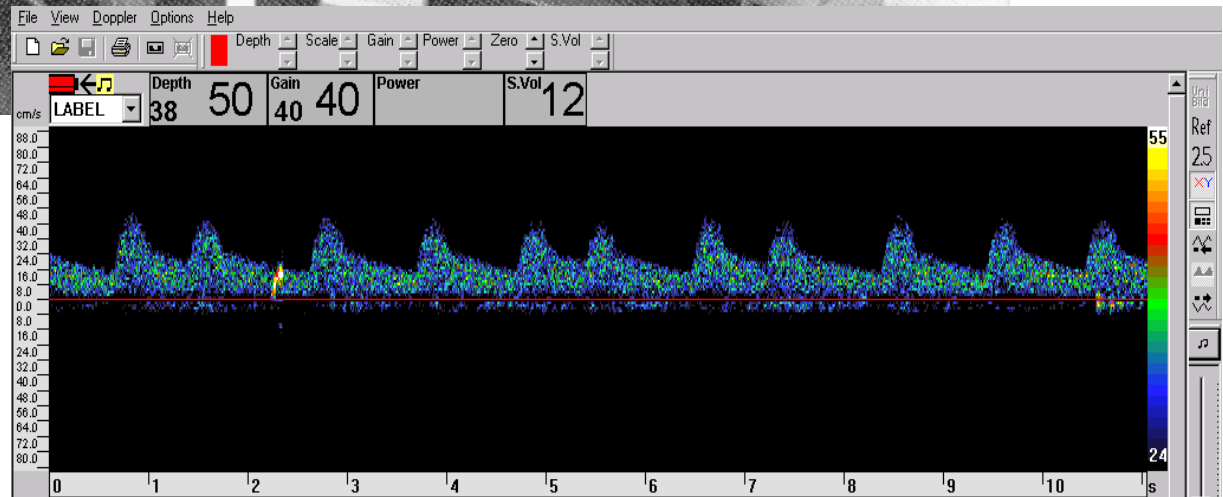 File View Doppler Options Help
Depth Scale Gain Power Zero S.Vol
cm/s LABEL
Depth 38 50
Gain 40 40
Power
S.Vol 12
Uni Bild
Ref
25
XY
88.0
80.0
72.0
64.0
56.0
48.0
40.0
32.0
24.0
16.0
8.0
0.0
8.0
16.0
24.0
32.0
40.0
48.0
56.0
64.0
72.0
80.0
55
24
0 1 2 3 4 5 6 7 8 9 10 s